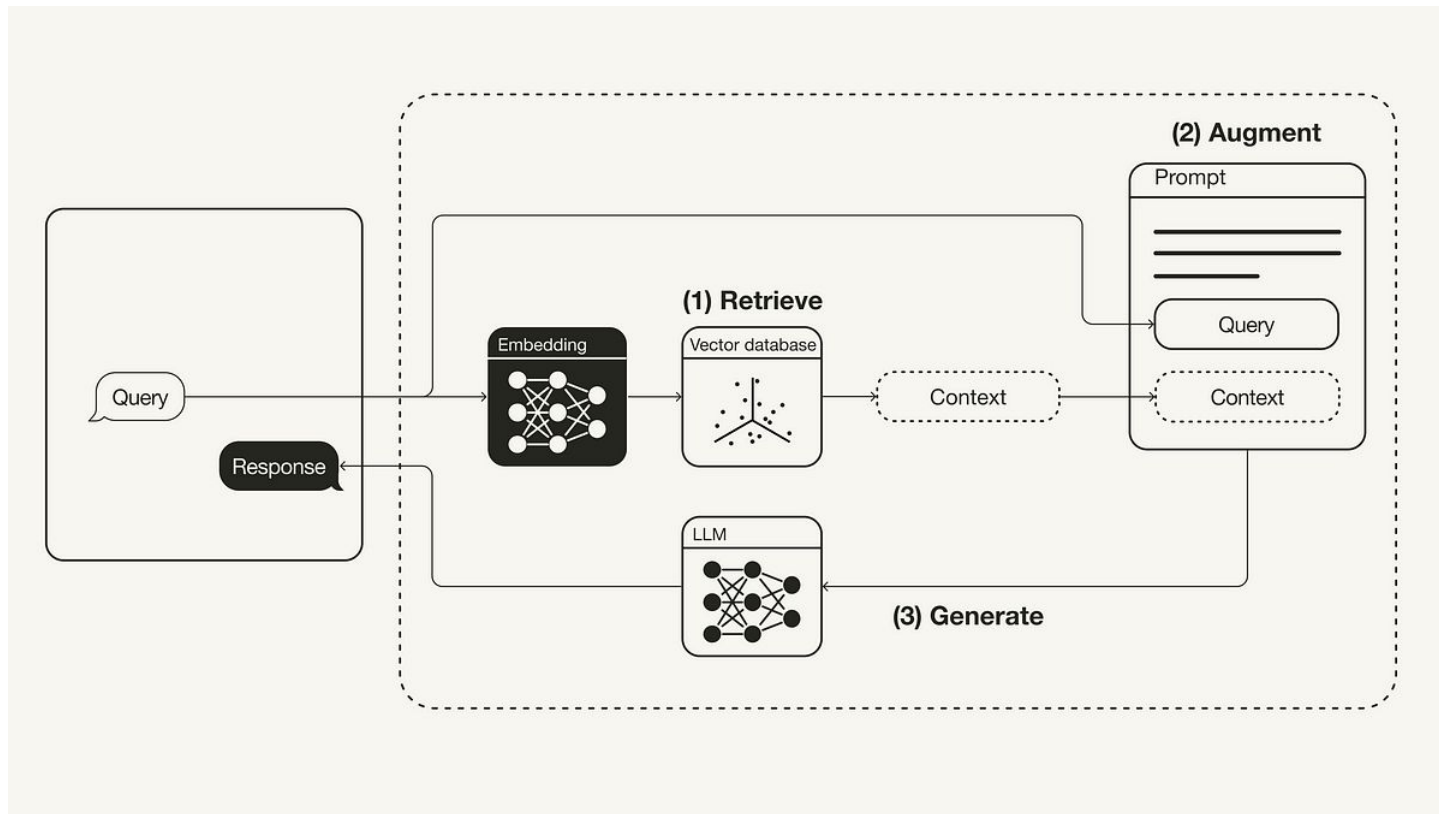 (2) Augment
Prompt
(1) Retrieve
Query
Embedding
Vector database
Query
Context
Context
Response
LLM
(3) Generate